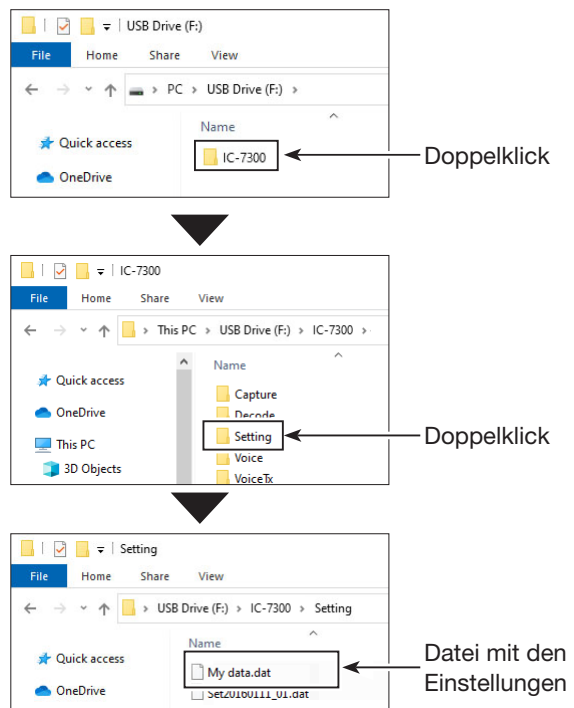 USB Drive (F:)
File Home Share View
PC > USB Drive (F:) >
Name
Quick access
IC-7300
Doppelklick
OneDrive
IC-7300
File Home Share View
This PC > USB Drive (F:) > IC-7300 >
Name
Quick access
Capture
OneDrive
Decode
Setting
Doppelklick
This PC
Voice
3D Objects
VoiceTx
Setting
File Home Share View
USB Drive (F:) > IC-7300 > Setting
Name
Datei mit den
Quick access
My data.dat
Einstellungen
OneDrive
Set20160111_01.dat